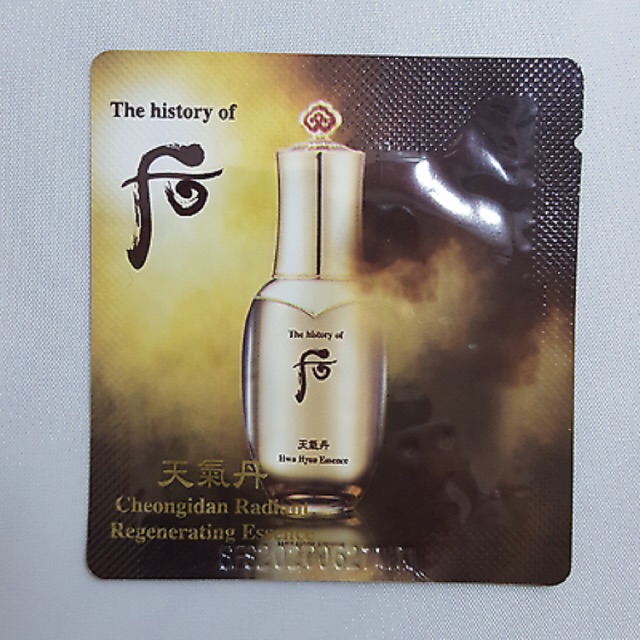 The history of
后
The history of
后
天氣丹
Hwa Hyun Essence
天氣丹
Cheongidan Radiant
Regenerating Essence